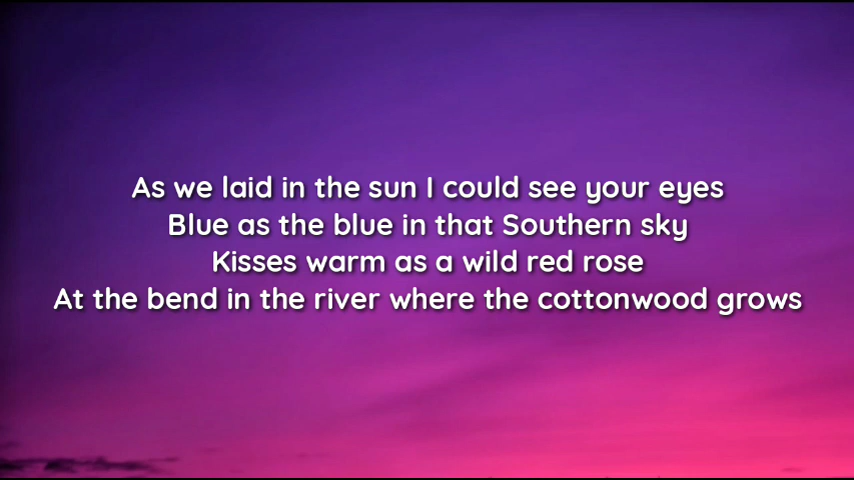 As we laid in the sun I could see your eyes
Blue as the blue in that Southern sky
Kisses warm as a wild red rose
At the bend in the river where the cottonwood grows